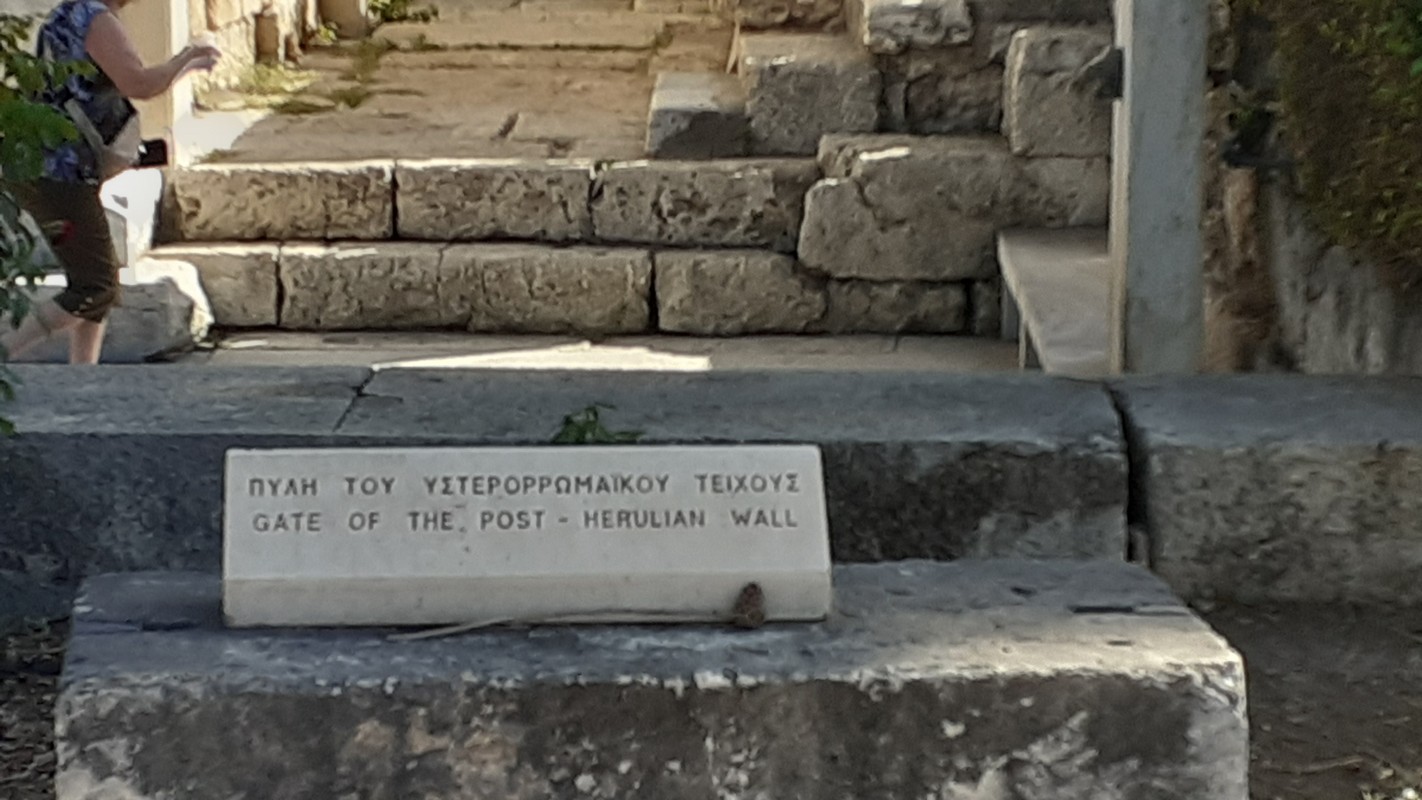 ΠΥΛΗ ΤΟΥ ΥΣΤΕΡΟΡΡΩΜΑΪΚΟΥ ΤΕΙΧΟΥΣ
GATE OF THE POST - HERULIAN WALL